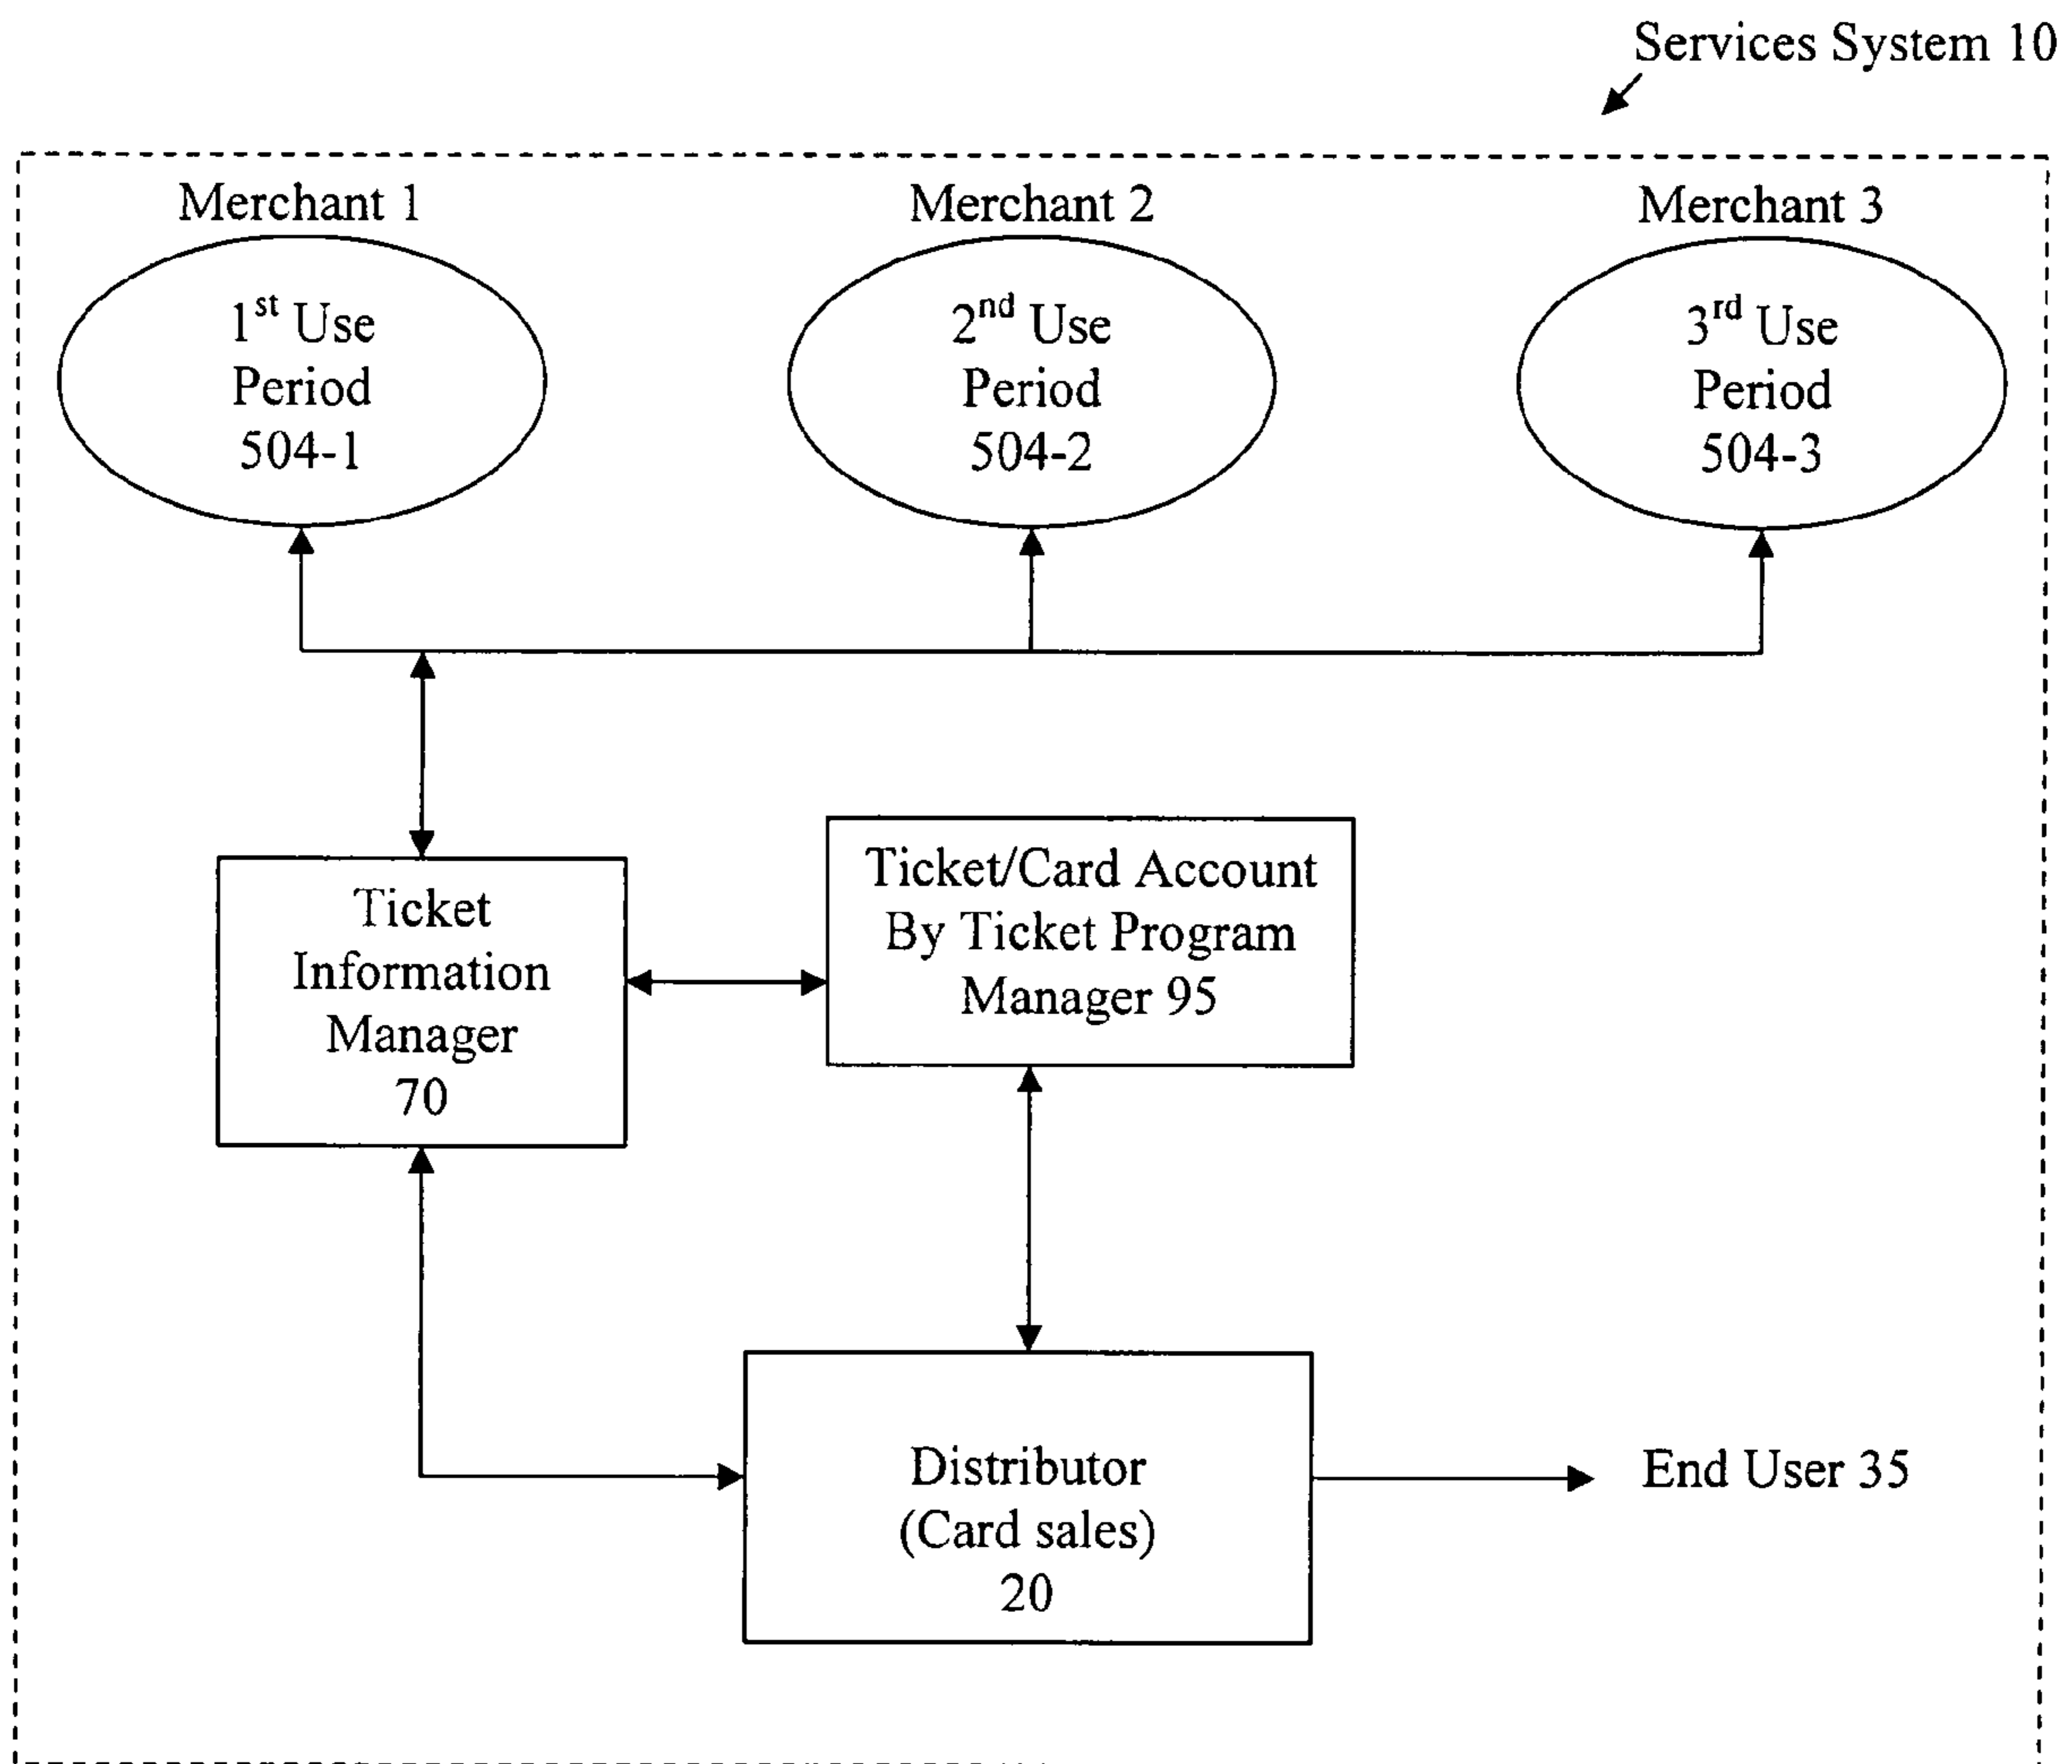 Services System 10
Merchant 1
Merchant 2
Merchant 3
1st Use
Period
504-1
2nd Use
Period
504-2
3rd Use
Period
504-3
Ticket
Information
Manager
70
Ticket/Card Account
By Ticket Program
Manager 95
Distributor
(Card sales)
20
End User 35